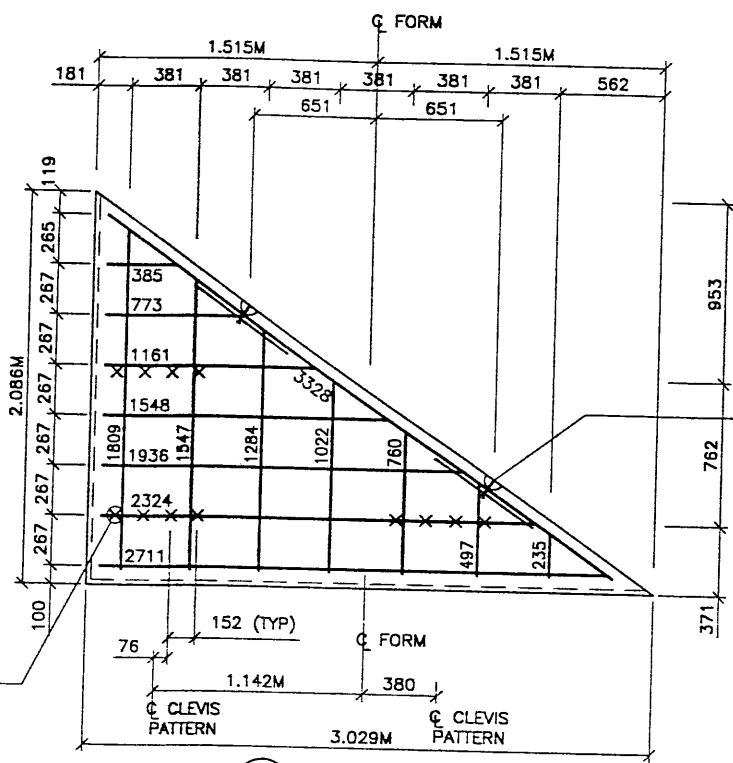 ℄ FORM
1.515M 1.515M
181 381 381 381 381 381 381 562
651 651
119
265
267
267
267
267
267
267
100
2.086M
385
773
1161
1548
1936
2324
2711
3328
1809
1547
1284
1022
760
497
235
953
762
371
152 (TYP)
℄ FORM
76
1.142M 380
℄ CLEVIS
PATTERN
℄ CLEVIS
PATTERN
3.029M